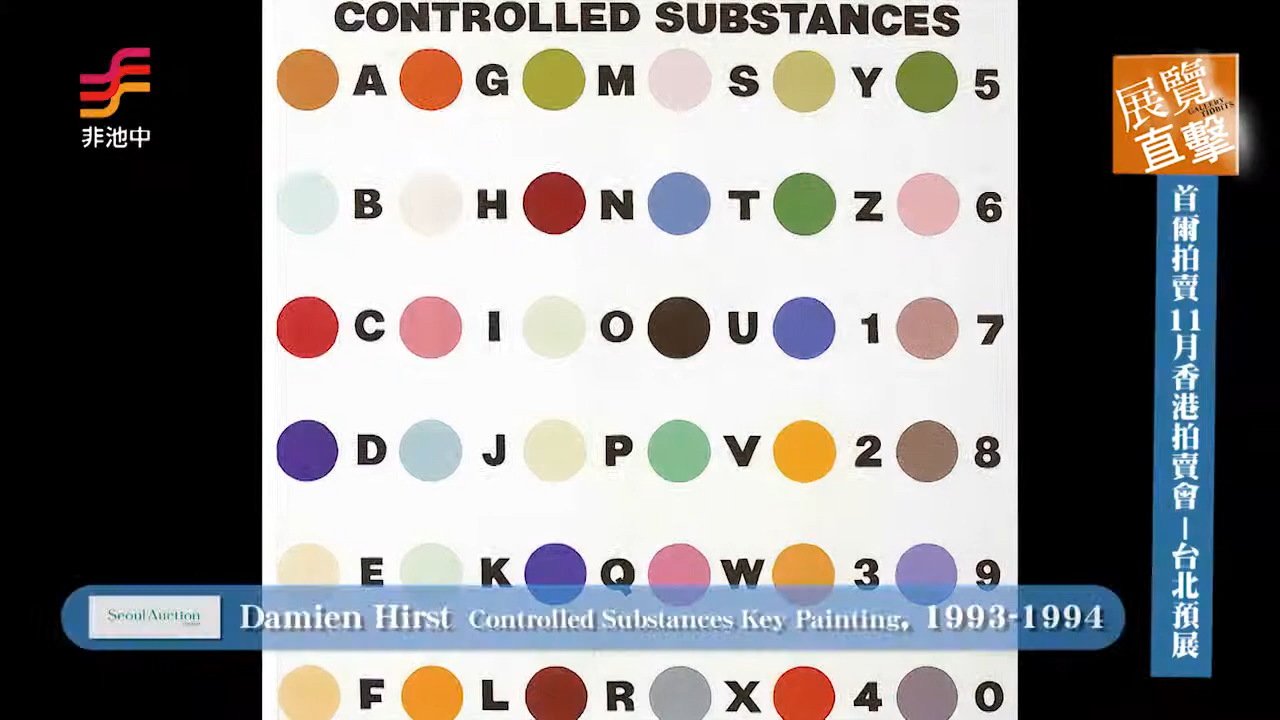 CONTROLLED SUBSTANCES
A G M S Y 5
B H N T Z 6
C I O U 1 7
D J P V 2 8
E K Q W 3 9
F L R X 4 0
非池中
展覽
GALLERY
TIDBITS
直擊
首爾拍賣11月香港拍賣會－台北預展
Seoul Auction
Damien Hirst Controlled Substances Key Painting, 1993-1994